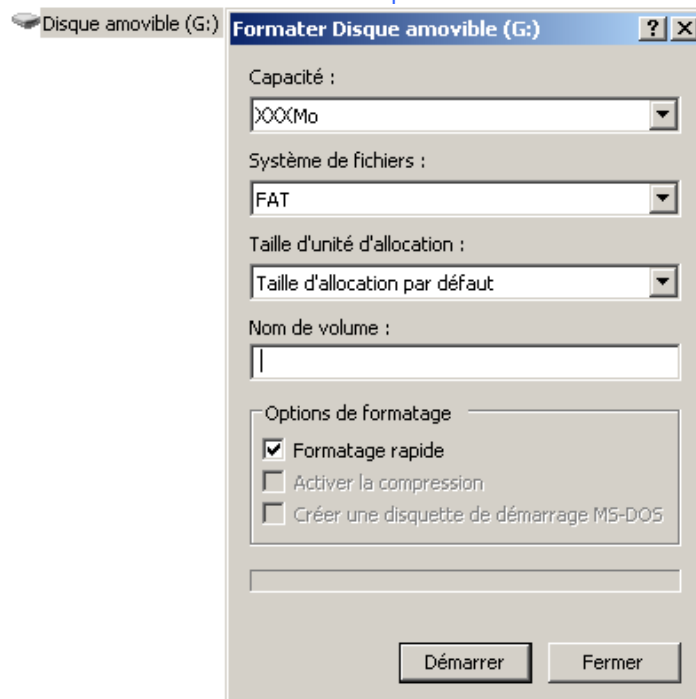 Disque amovible (G:)
Formater Disque amovible (G:)
Capacité :
XXXMo
Système de fichiers :
FAT
Taille d'unité d'allocation :
Taille d'allocation par défaut
Nom de volume :
Options de formatage
Formatage rapide
Activer la compression
Créer une disquette de démarrage MS-DOS
Démarrer
Fermer